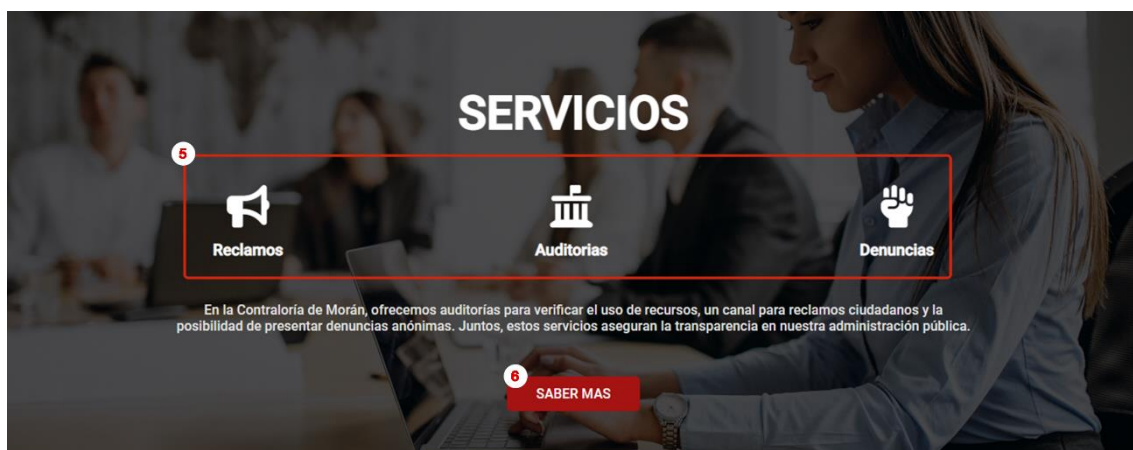 SERVICIOS
5
Reclamos
Auditorias
Denuncias
En la Contraloría de Morán, ofrecemos auditorías para verificar el uso de recursos, un canal para reclamos ciudadanos y la
posibilidad de presentar denuncias anónimas. Juntos, estos servicios aseguran la transparencia en nuestra administración pública.
6
SABER MAS